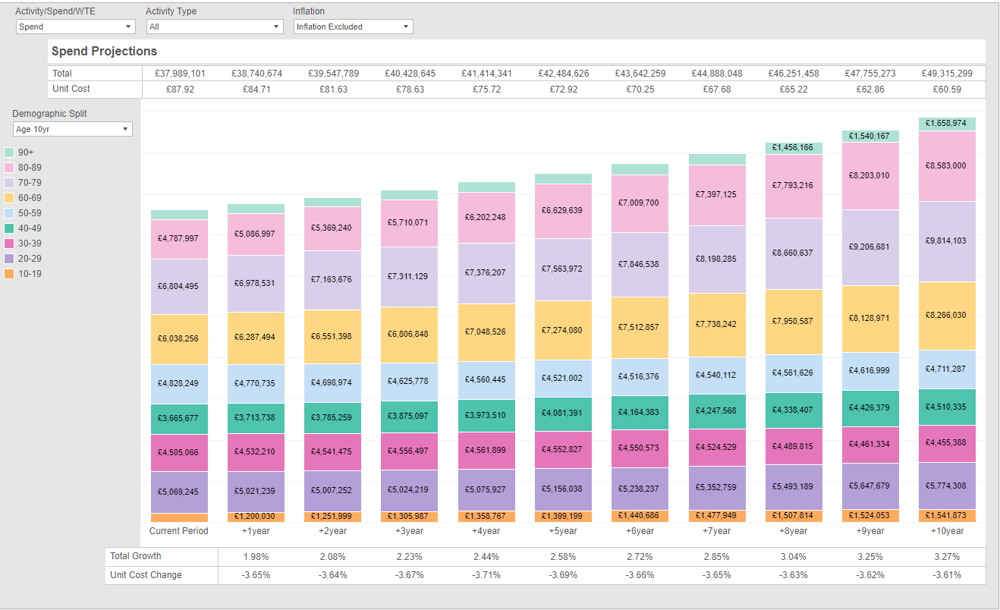 Activity/Spend/WTE Activity Type Inflation
Spend All Inflation Excluded
Spend Projections
Total £37,989,101 £38,740,674 £39,547,789 £40,428,645 £41,414,341 £42,484,626 £43,642,259 £44,888,048 £46,251,458 £47,755,273 £49,315,299
Unit Cost £87.92 £84.71 £81.63 £78.63 £75.72 £72.92 £70.25 £67.68 £65.22 £62.86 £60.59
Demographic Split
Age 10yr
90+
80-89
70-79
60-69
50-59
40-49
30-39
20-29
10-19
£1,456,166 £1,540,167 £1,658,974
£4,787,997 £5,086,997 £5,369,240 £5,710,071 £6,202,248 £6,629,639 £7,009,700 £7,397,125 £7,793,216 £8,203,010 £8,583,000
£6,804,495 £6,978,531 £7,163,676 £7,311,129 £7,376,207 £7,563,972 £7,846,538 £8,198,285 £8,660,637 £9,206,681 £9,814,103
£6,038,256 £6,287,494 £6,551,398 £6,806,848 £7,048,526 £7,274,080 £7,512,857 £7,738,242 £7,950,587 £8,128,971 £8,266,030
£4,828,249 £4,770,735 £4,698,974 £4,625,778 £4,560,445 £4,521,002 £4,516,376 £4,540,112 £4,561,626 £4,616,999 £4,711,287
£3,665,677 £3,713,738 £3,785,259 £3,875,097 £3,973,510 £4,081,391 £4,164,383 £4,247,568 £4,338,407 £4,426,379 £4,510,335
£4,505,066 £4,532,210 £4,541,475 £4,556,497 £4,561,899 £4,552,827 £4,550,573 £4,524,529 £4,489,815 £4,461,334 £4,455,388
£5,069,245 £5,021,239 £5,007,252 £5,024,219 £5,075,927 £5,156,038 £5,238,237 £5,352,759 £5,493,189 £5,647,679 £5,774,308
£1,200,030 £1,251,999 £1,305,987 £1,358,767 £1,399,199 £1,440,686 £1,477,949 £1,507,814 £1,524,053 £1,541,873
Current Period +1year +2year +3year +4year +5year +6year +7year +8year +9year +10year
Total Growth 1.98% 2.08% 2.23% 2.44% 2.58% 2.72% 2.85% 3.04% 3.25% 3.27%
Unit Cost Change -3.65% -3.64% -3.67% -3.71% -3.69% -3.66% -3.65% -3.63% -3.62% -3.61%